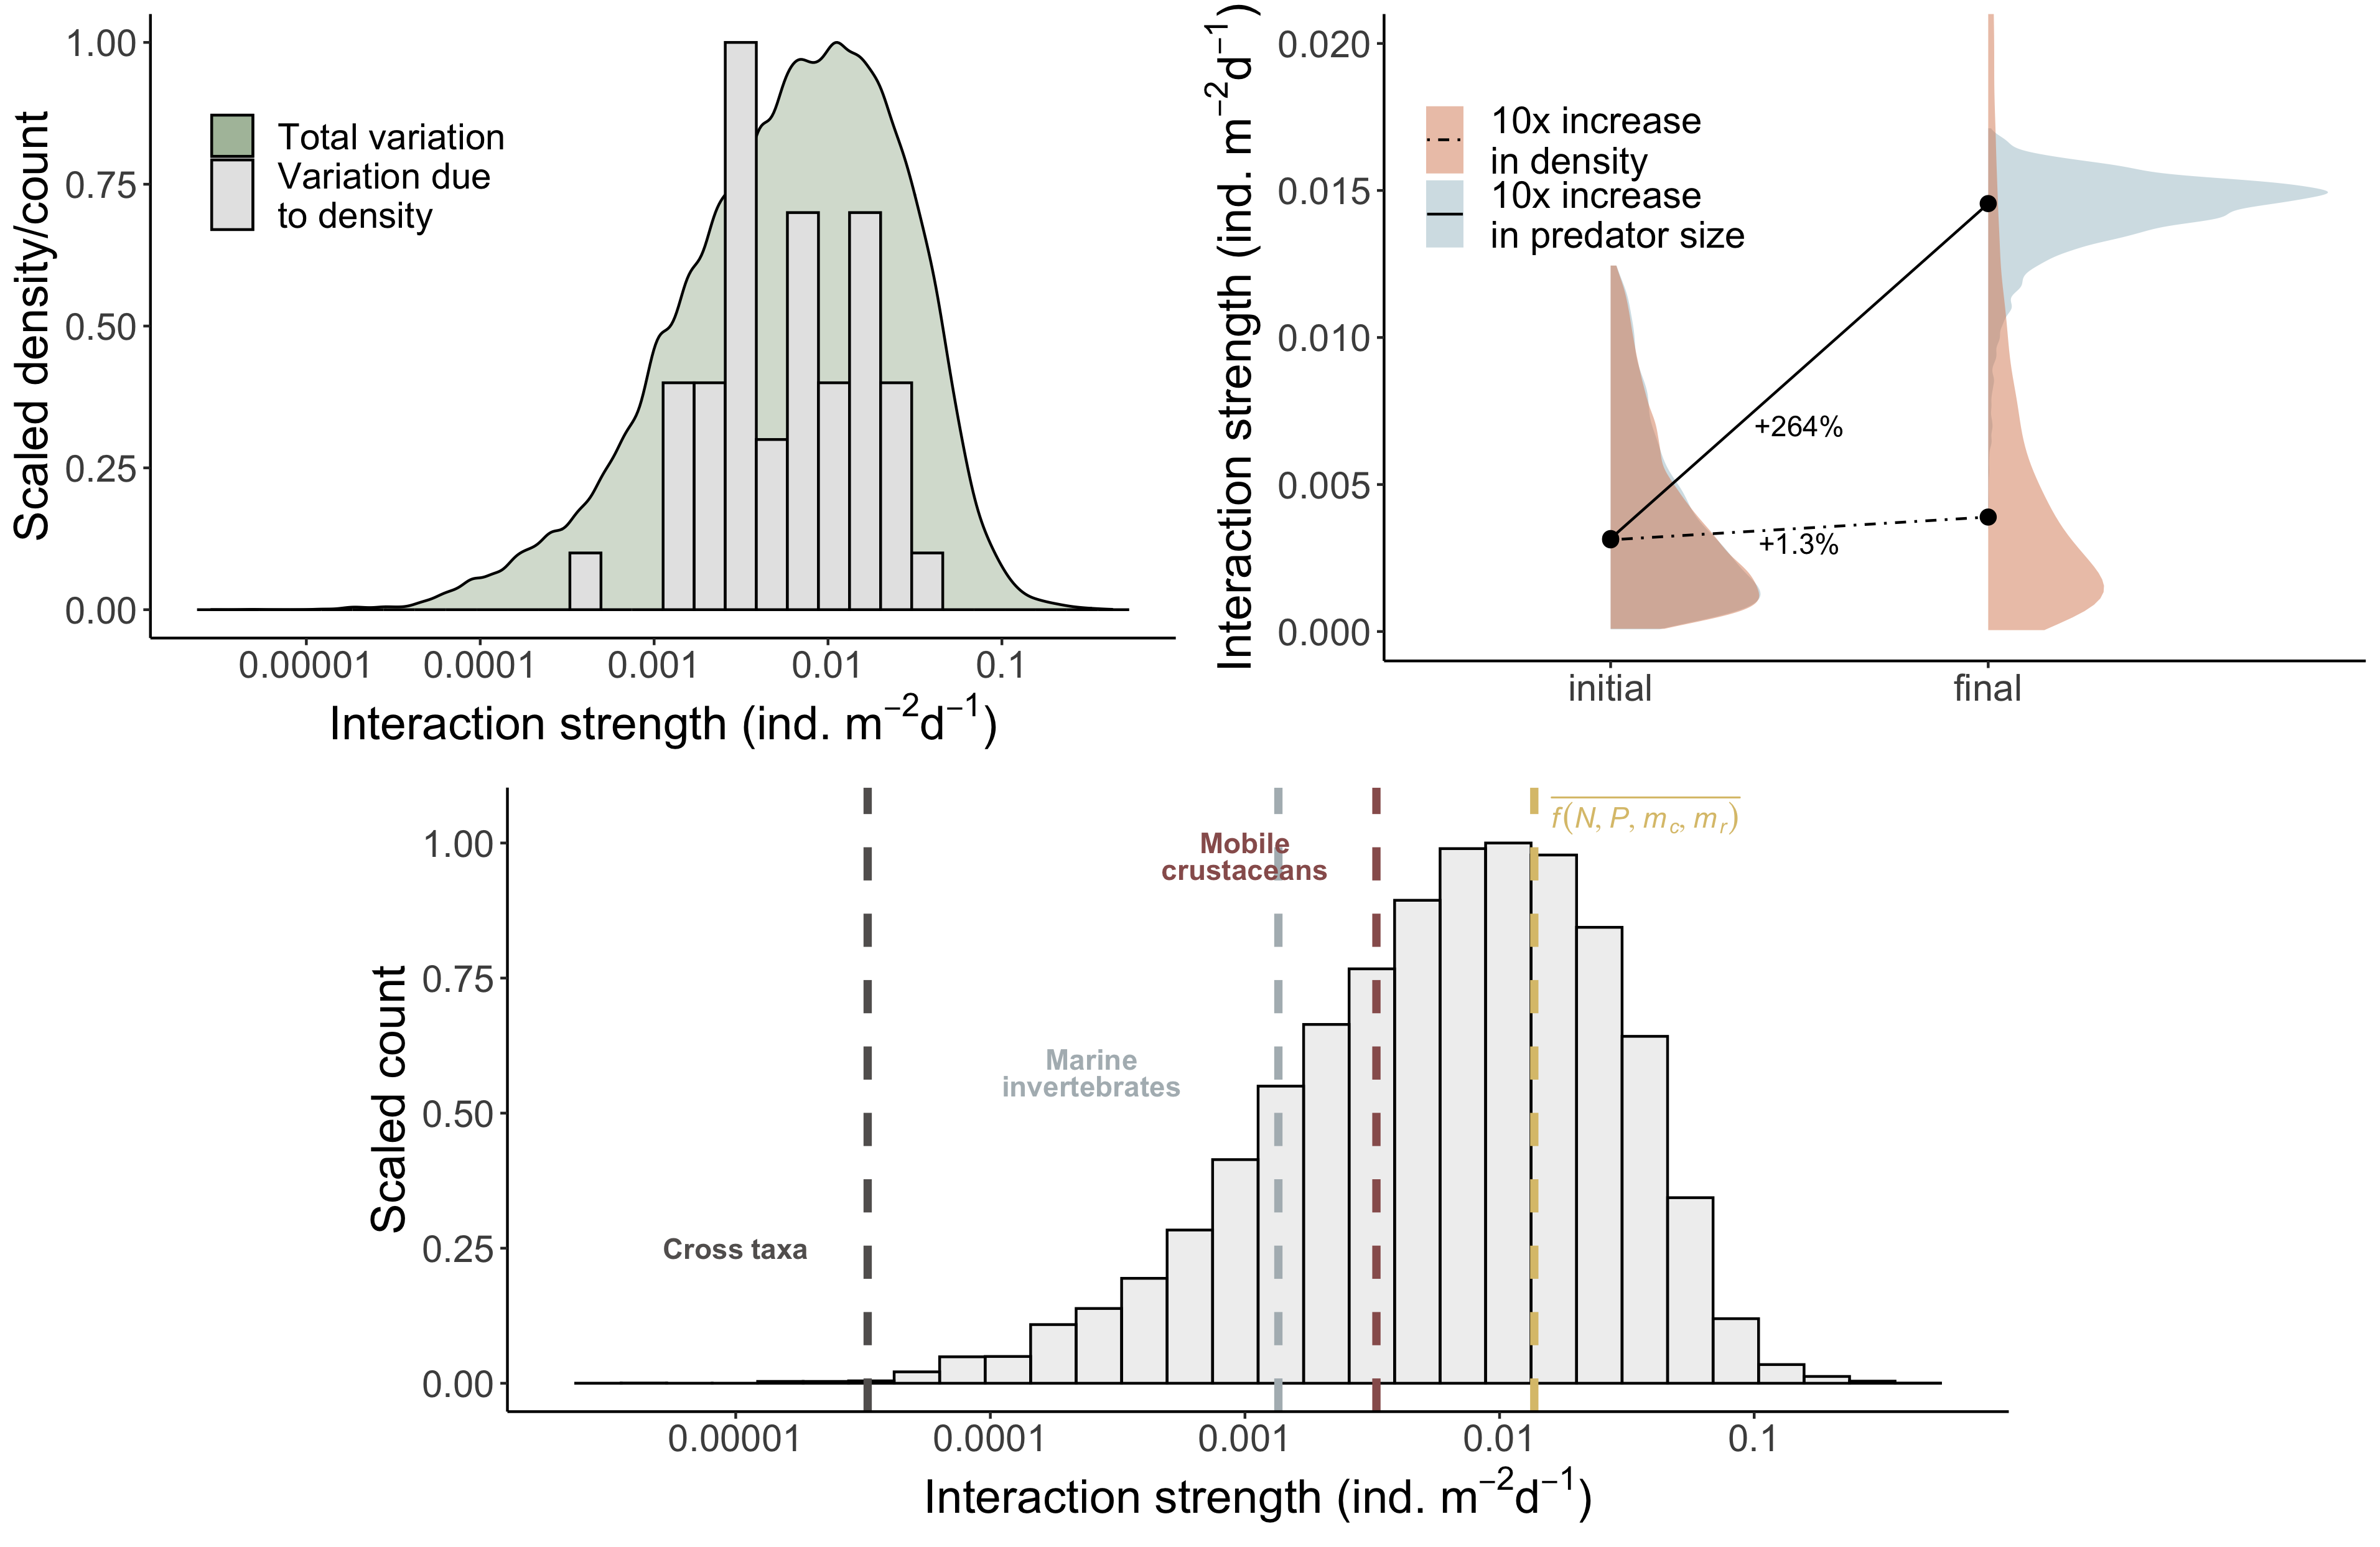 Scaled density/count
1.00
0.75
0.50
0.25
0.00
Total variation
Variation due
to density
0.00001 0.0001 0.001 0.01 0.1
Interaction strength (ind. m⁻²d⁻¹)
Interaction strength (ind. m⁻²d⁻¹)
0.020
0.015
0.010
0.005
0.000
10x increase
in density
10x increase
in predator size
+264%
+1.3%
initial final
Scaled count
1.00
0.75
0.50
0.25
0.00
Mobile
crustaceans
f(N, P, m_c, m_r)
Marine
invertebrates
Cross taxa
0.00001 0.0001 0.001 0.01 0.1
Interaction strength (ind. m⁻²d⁻¹)